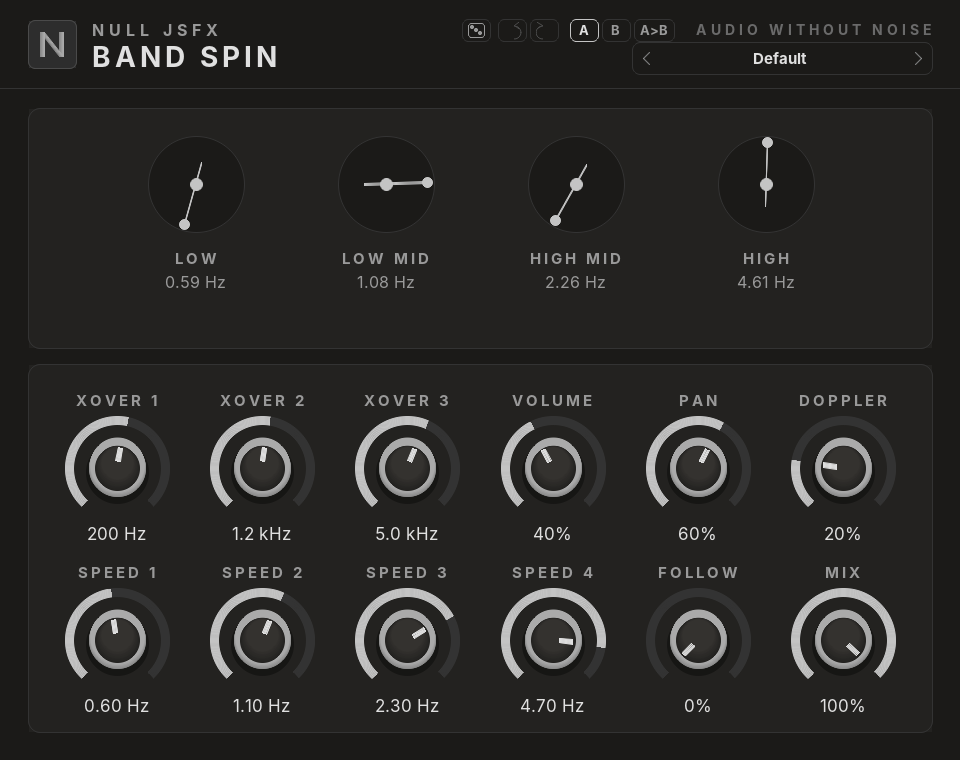 N
NULL JSFX
BAND SPIN
A B A>B AUDIO WITHOUT NOISE
Default
LOW LOW MID HIGH MID HIGH
0.59 Hz 1.08 Hz 2.26 Hz 4.61 Hz
XOVER 1 XOVER 2 XOVER 3 VOLUME PAN DOPPLER
200 Hz 1.2 kHz 5.0 kHz 40% 60% 20%
SPEED 1 SPEED 2 SPEED 3 SPEED 4 FOLLOW MIX
0.60 Hz 1.10 Hz 2.30 Hz 4.70 Hz 0% 100%